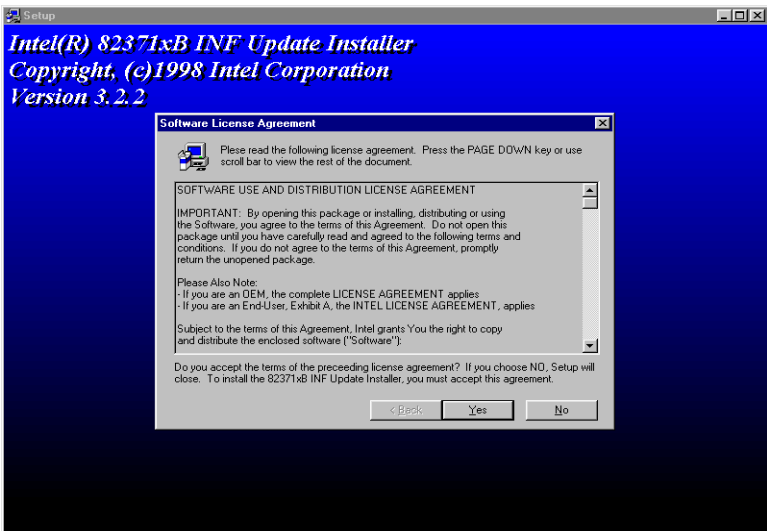 Setup
Intel(R) 82371xB INF Update Installer
Copyright, (c)1998 Intel Corporation
Version 3.2.2
Software License Agreement
Plese read the following license agreement. Press the PAGE DOWN key or use
scroll bar to view the rest of the document.
SOFTWARE USE AND DISTRIBUTION LICENSE AGREEMENT
IMPORTANT: By opening this package or installing, distributing or using
the Software, you agree to the terms of this Agreement. Do not open this
package until you have carefully read and agreed to the following terms and
conditions. If you do not agree to the terms of this Agreement, promptly
return the unopened package.
Please Also Note:
- If you are an OEM, the complete LICENSE AGREEMENT applies
- If you are an End-User, Exhibit A, the INTEL LICENSE AGREEMENT, applies
Subject to the terms of this Agreement, Intel grants You the right to copy
and distribute the enclosed software ("Software"):
Do you accept the terms of the preceeding license agreement? If you choose NO, Setup will
close. To install the 82371xB INF Update Installer, you must accept this agreement.
< Back Yes No